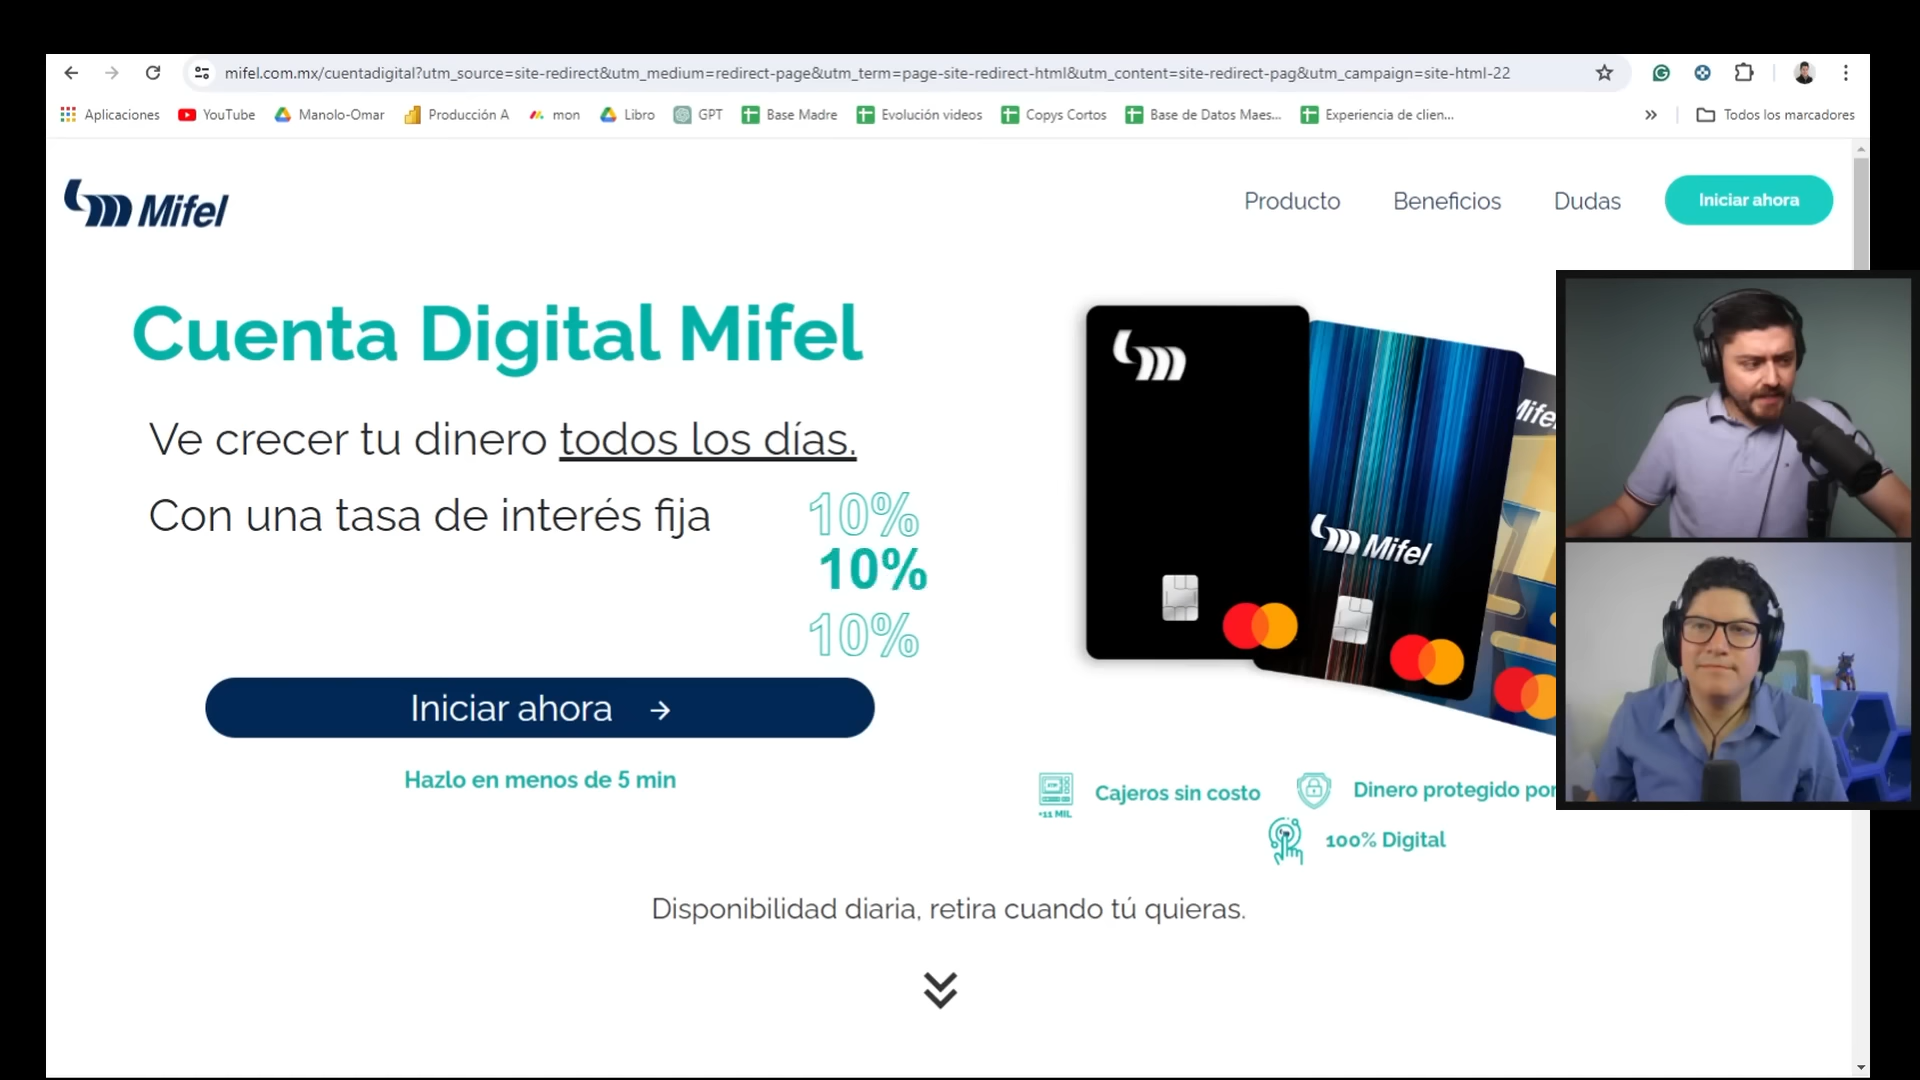 mifel.com.mx/cuentadigital?utm_source=site-redirect&utm_medium=redirect-page&utm_term=page-site-redirect-html&utm_content=site-redirect-pag&utm_campaign=site-html-22
Aplicaciones YouTube Manolo-Omar Producción A mon Libro GPT Base Madre Evolución videos Copys Cortos Base de Datos Maes... Experiencia de clien... » Todos los marcadores
Mifel Producto Beneficios Dudas Iniciar ahora
Cuenta Digital Mifel
Ve crecer tu dinero todos los días.
Con una tasa de interés fija 10%
10%
10%
Mifel
Mifel
Iniciar ahora →
Hazlo en menos de 5 min
Cajeros sin costo Dinero protegido por
+11 MIL
100% Digital
Disponibilidad diaria, retira cuando tú quieras.